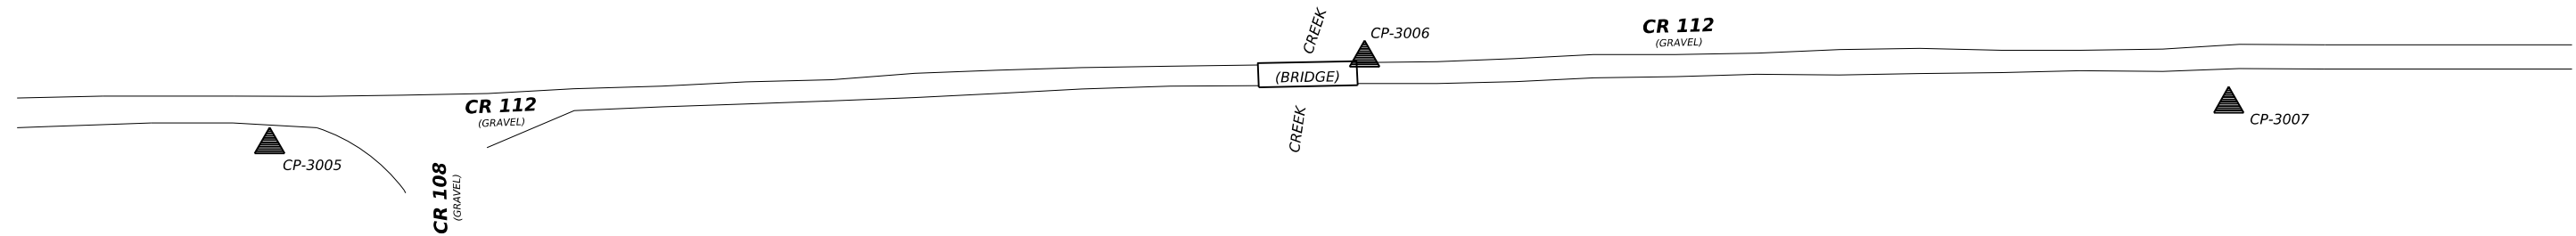 CREEK
CP-3006
CR 112
(GRAVEL)
(BRIDGE)
CR 112
(GRAVEL)
CREEK
CP-3007
CP-3005
CR 108
(GRAVEL)